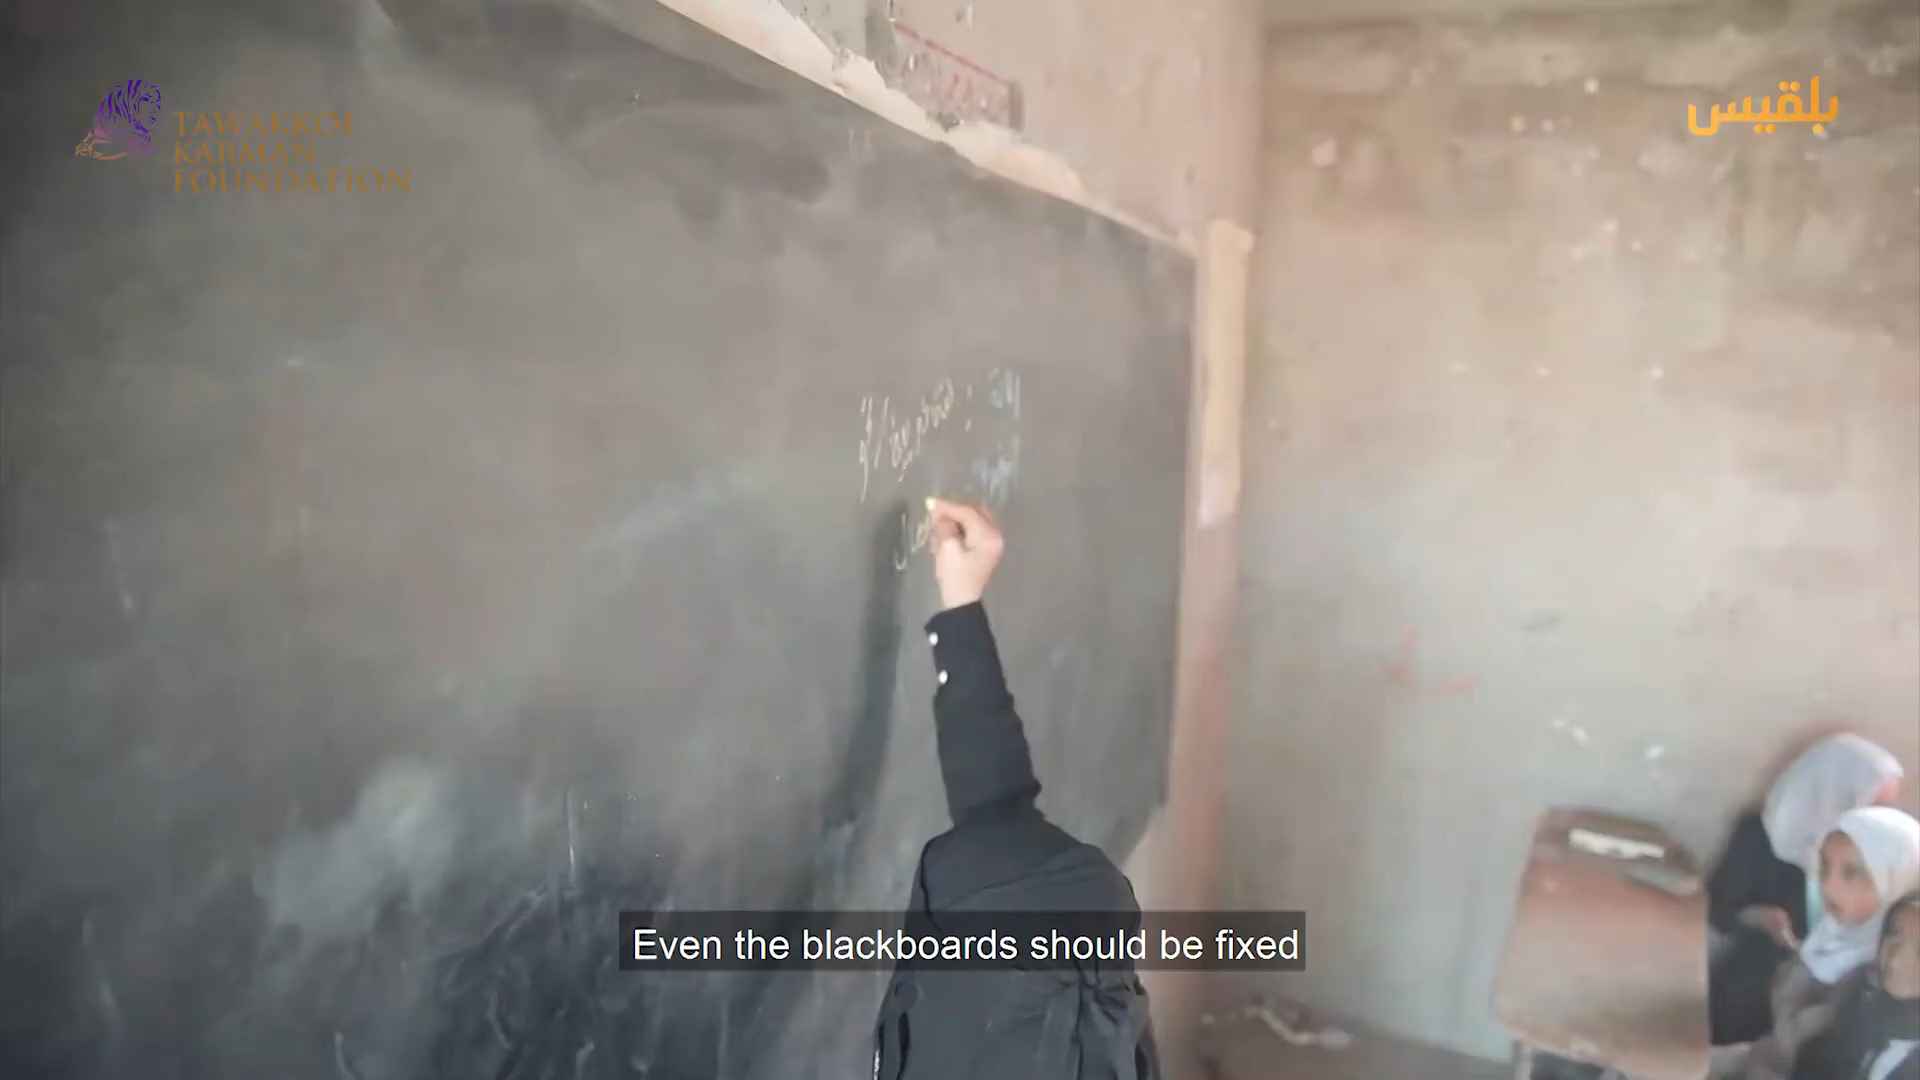 TAWAKKOL
KARMAN
FOUNDATION
بلقيس
Even the blackboards should be fixed